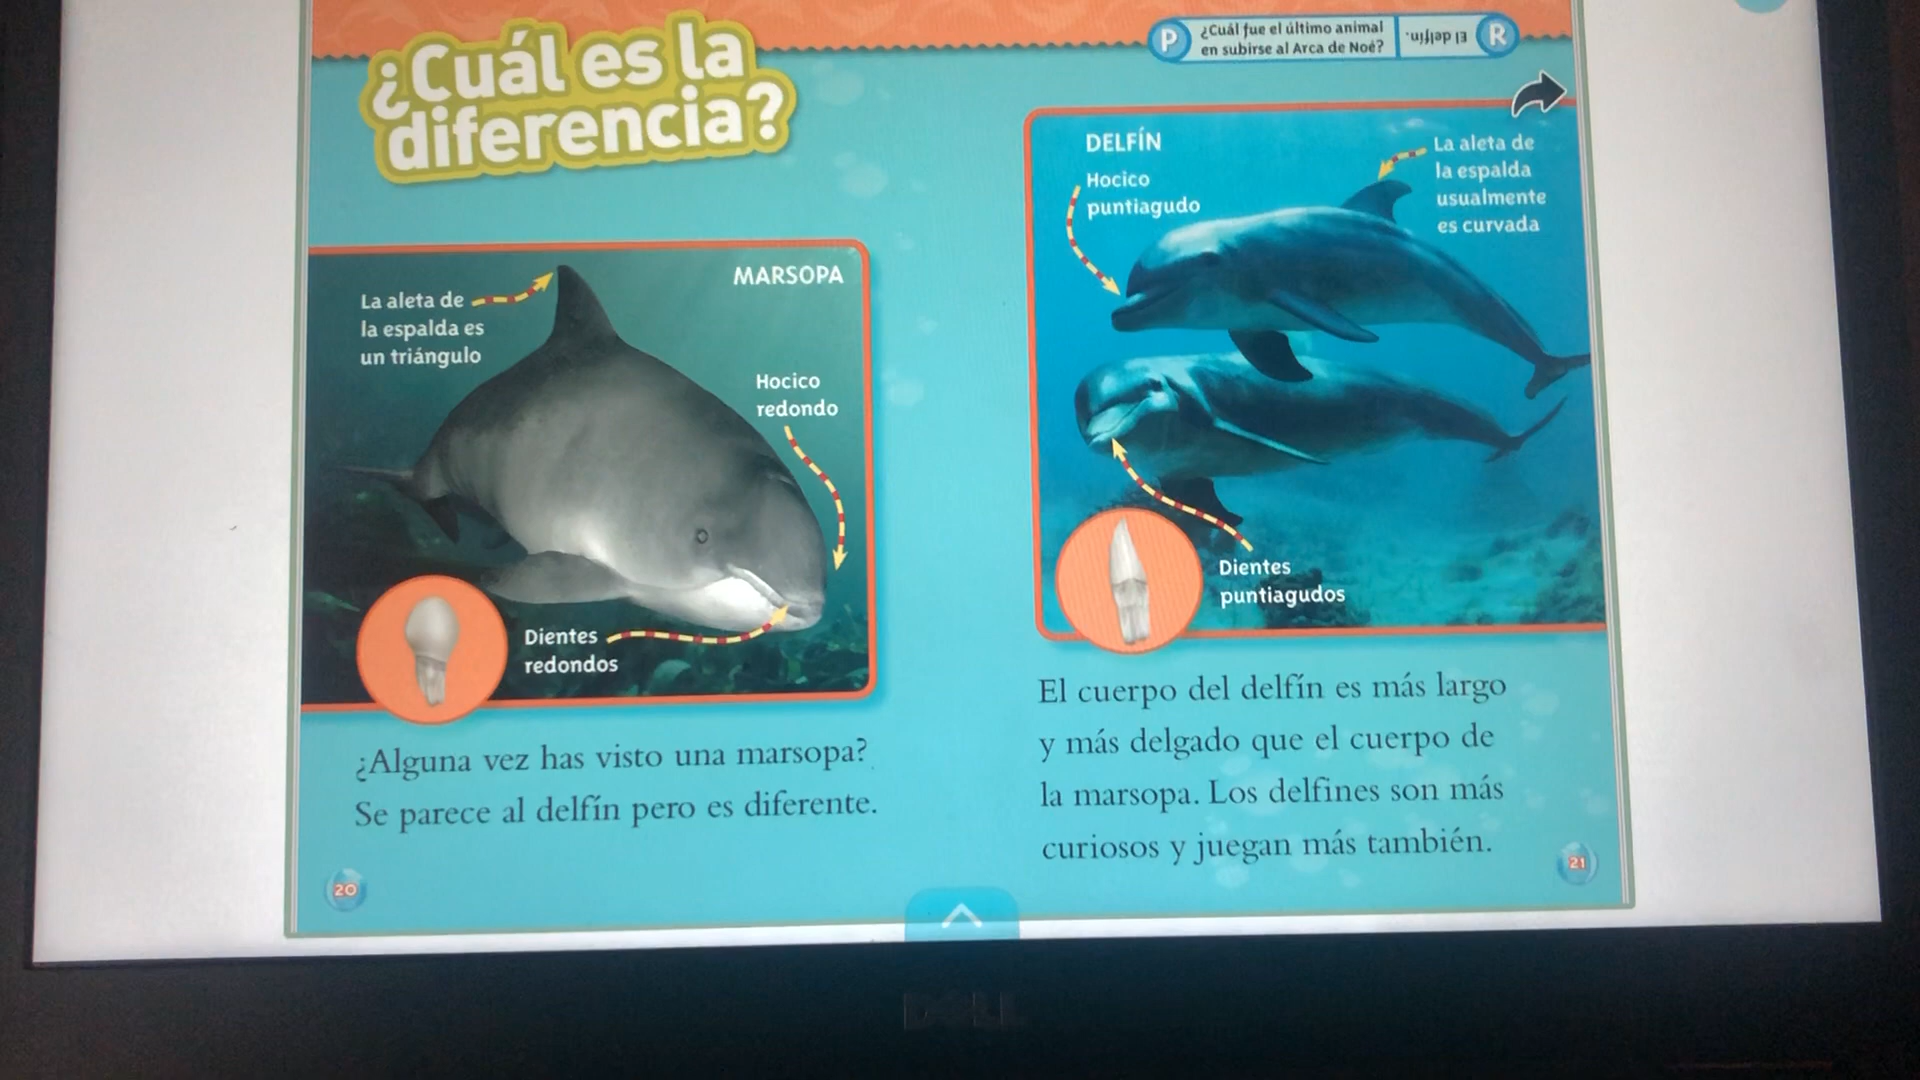 ¿Cuál es la
diferencia?
MARSOPA
La aleta de
la espalda es
un triángulo
Hocico
redondo
Dientes
redondos
¿Alguna vez has visto una marsopa?
Se parece al delfín pero es diferente.
20
P
¿Cuál fue el último animal
en subirse al Arca de Noé?
El delfín.
R
DELFÍN
Hocico
puntiagudo
La aleta de
la espalda
usualmente
es curvada
Dientes
puntiagudos
El cuerpo del delfín es más largo
y más delgado que el cuerpo de
la marsopa. Los delfines son más
curiosos y juegan más también.
21
DELL